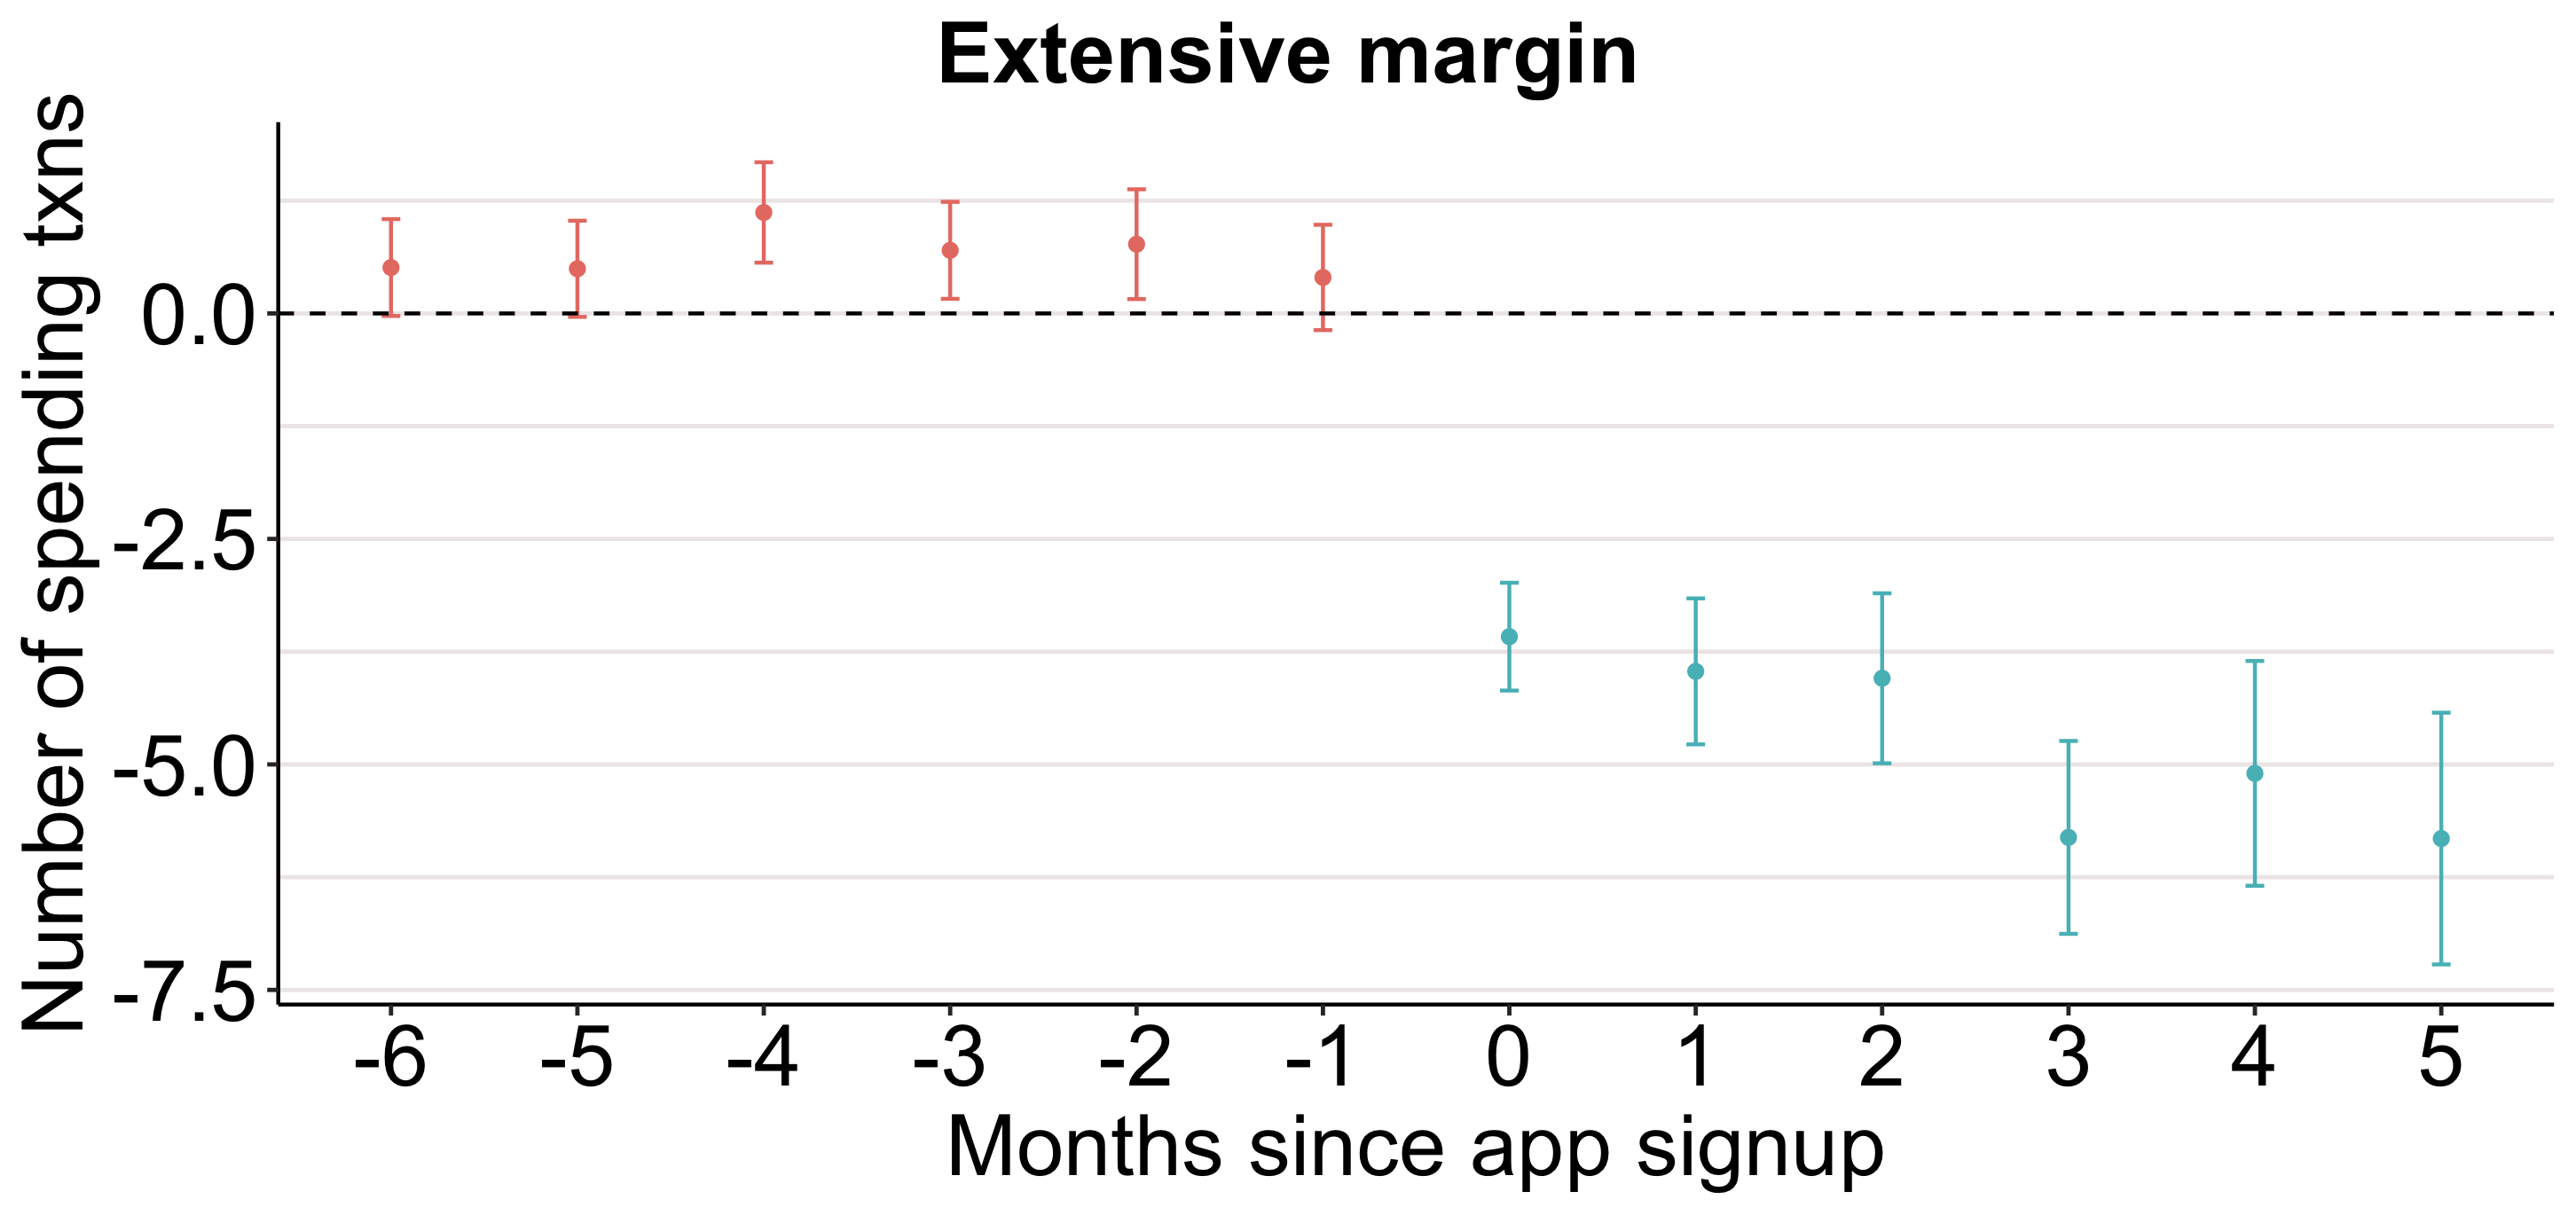 Extensive margin
Number of spending txns
0.0
-2.5
-5.0
-7.5
-6 -5 -4 -3 -2 -1 0 1 2 3 4 5
Months since app signup